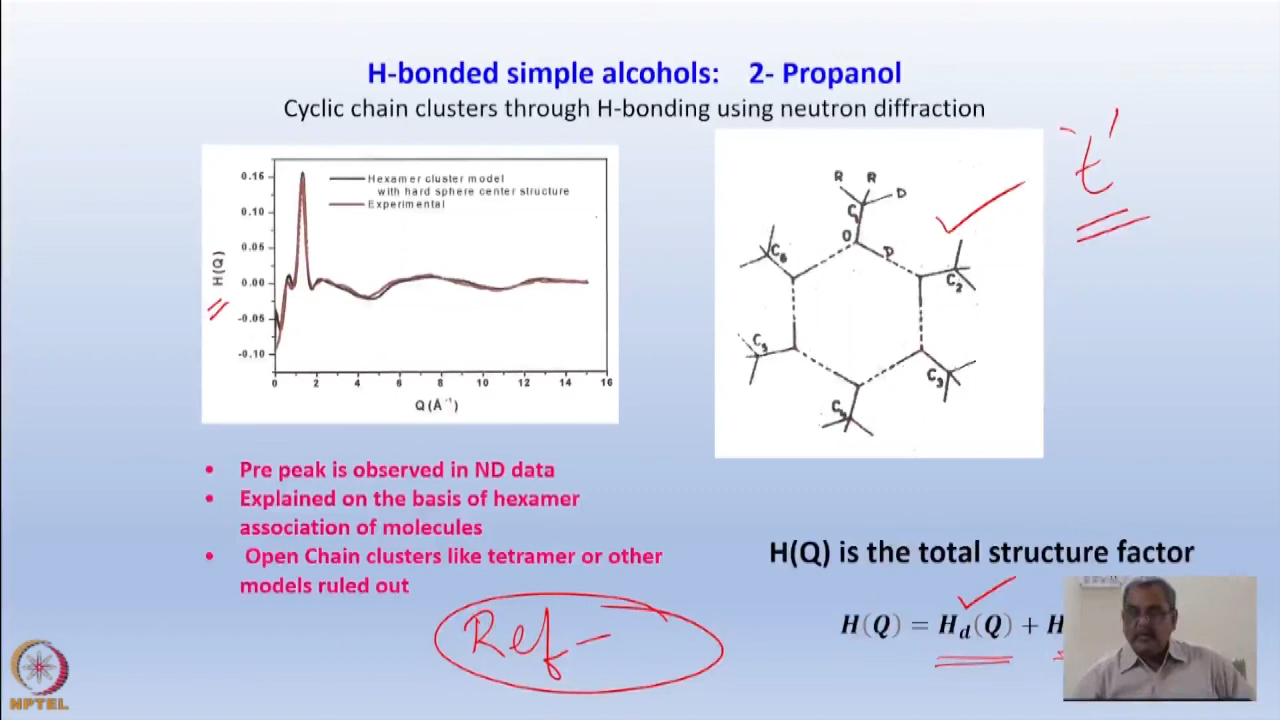 H-bonded simple alcohols: 2- Propanol
Cyclic chain clusters through H-bonding using neutron diffraction
0.16
0.10
0.05
0.00
-0.05
-0.10
H(Q)
Hexamer cluster model
with hard sphere center structure
Experimental
0 2 4 6 8 10 12 14 16
Q(Å⁻¹)
R R
D
C₁
O
D
C₆
C₂
C₅
C₃
C₄
't'
• Pre peak is observed in ND data
• Explained on the basis of hexamer
association of molecules
• Open Chain clusters like tetramer or other
models ruled out
H(Q) is the total structure factor
H(Q) = H_d(Q) + H
Ref -
NPTEL